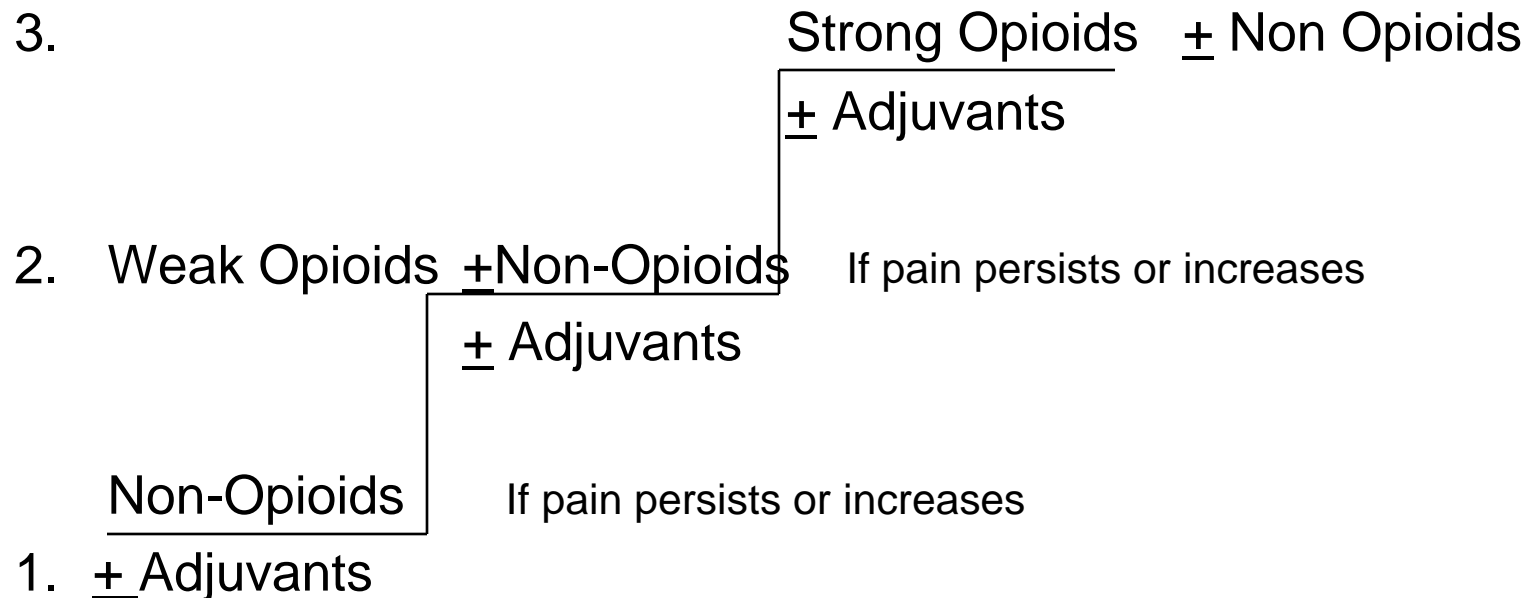 3. Strong Opioids ± Non Opioids
± Adjuvants
2. Weak Opioids ±Non-Opioids If pain persists or increases
± Adjuvants
Non-Opioids If pain persists or increases
1. ± Adjuvants